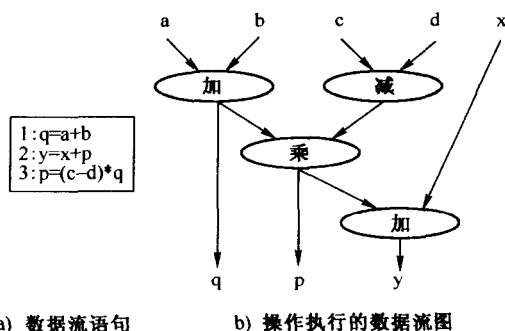 a b c d x
加 减
乘
加
1:q=a+b
2:y=x+p
3:p=(c-d)*q
q p y
a) 数据流语句 b) 操作执行的数据流图